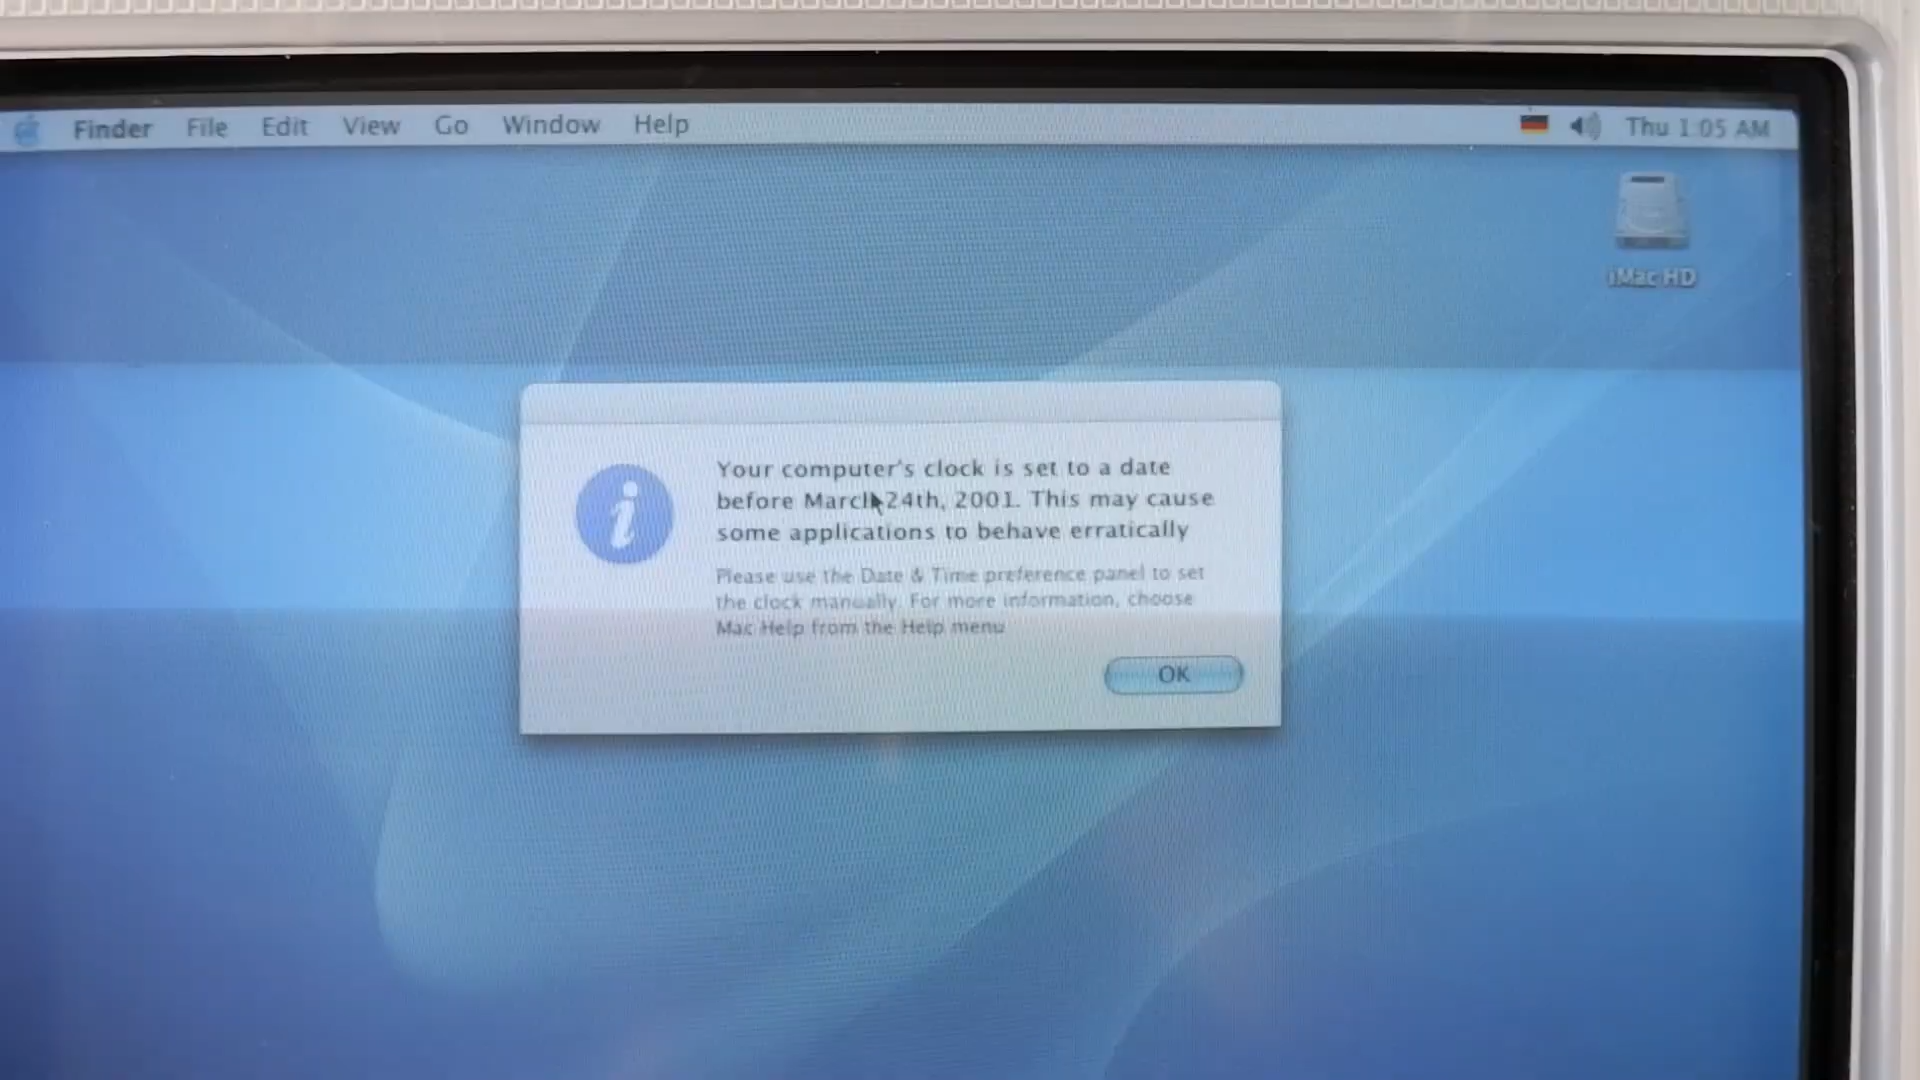 Finder File Edit View Go Window Help Thu 1:05 AM
iMac HD
Your computer's clock is set to a date
before March 24th, 2001. This may cause
some applications to behave erratically
Please use the Date & Time preference panel to set
the clock manually. For more information, choose
Mac Help from the Help menu
OK